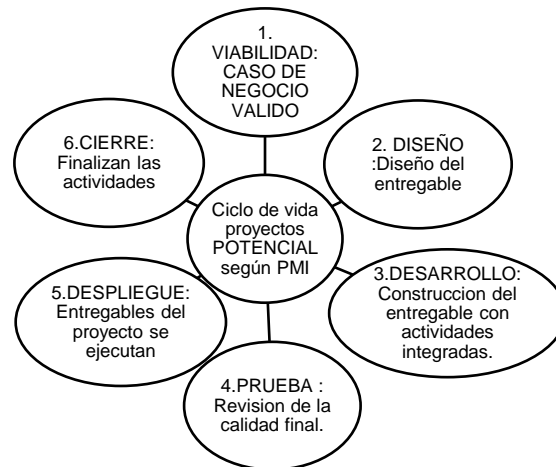 1.
VIABILIDAD:
CASO DE
NEGOCIO
VALIDO
2. DISEÑO
:Diseño del
entregable
3.DESARROLLO:
Construccion del
entregable con
actividades
integradas.
4.PRUEBA :
Revision de la
calidad final.
5.DESPLIEGUE:
Entregables del
proyecto se
ejecutan
6.CIERRE:
Finalizan las
actividades
Ciclo de vida
proyectos
POTENCIAL
según PMI